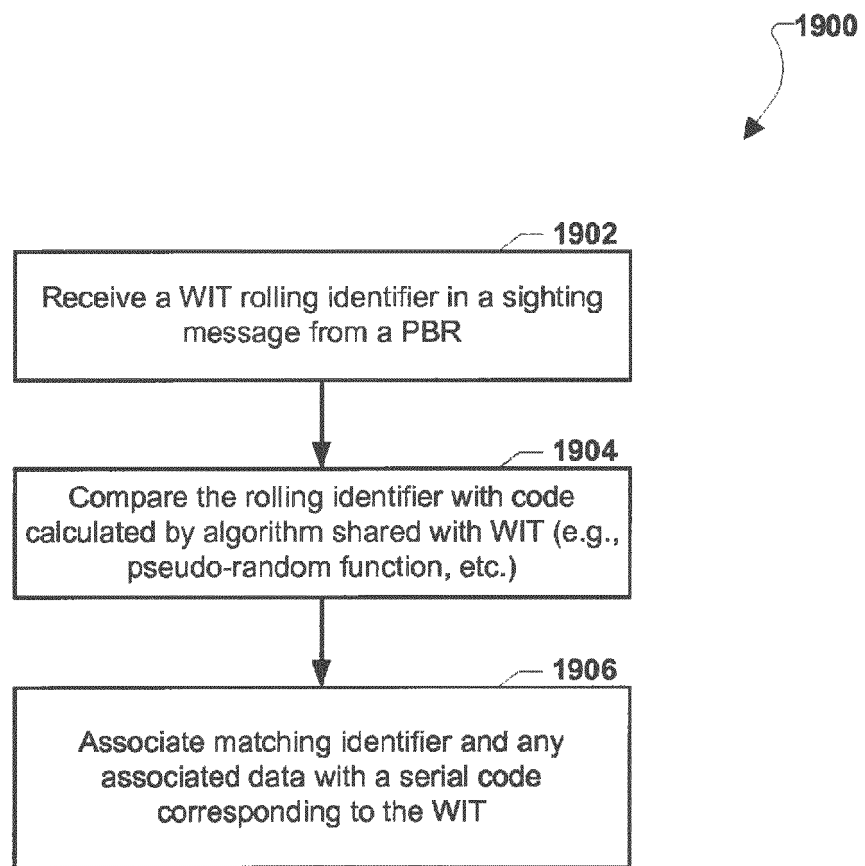 1900
1902
Receive a WIT rolling identifier in a sighting
message from a PBR
1904
Compare the rolling identifier with code
calculated by algorithm shared with WIT (e.g.,
pseudo-random function, etc.)
1906
Associate matching identifier and any
associated data with a serial code
corresponding to the WIT